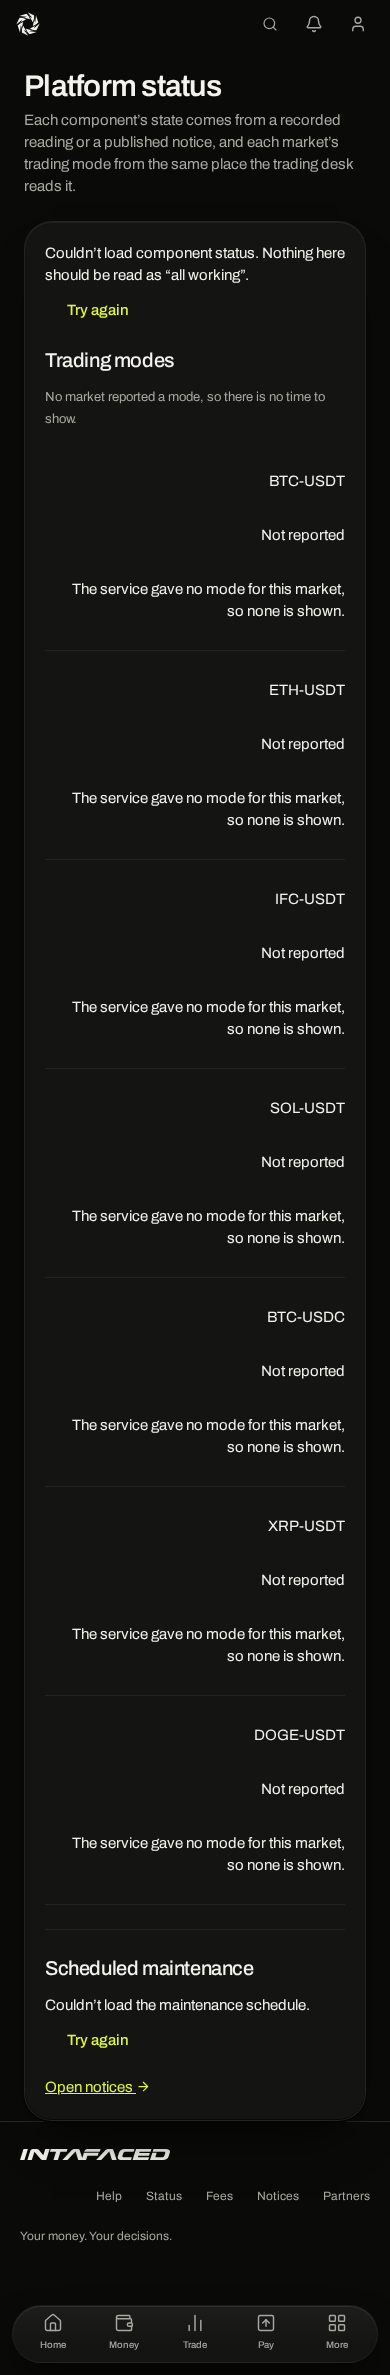 Platform status
Each component’s state comes from a recorded
reading or a published notice, and each market’s
trading mode from the same place the trading desk
reads it.
Couldn’t load component status. Nothing here
should be read as “all working”.
Try again
Trading modes
No market reported a mode, so there is no time to
show.
BTC-USDT
Not reported
The service gave no mode for this market,
so none is shown.
ETH-USDT
Not reported
The service gave no mode for this market,
so none is shown.
IFC-USDT
Not reported
The service gave no mode for this market,
so none is shown.
SOL-USDT
Not reported
The service gave no mode for this market,
so none is shown.
BTC-USDC
Not reported
The service gave no mode for this market,
so none is shown.
XRP-USDT
Not reported
The service gave no mode for this market,
so none is shown.
DOGE-USDT
Not reported
The service gave no mode for this market,
so none is shown.
Scheduled maintenance
Couldn’t load the maintenance schedule.
Try again
Open notices →
INTAFACED
Help Status Fees Notices Partners
Your money. Your decisions.
Home Money Trade Pay More